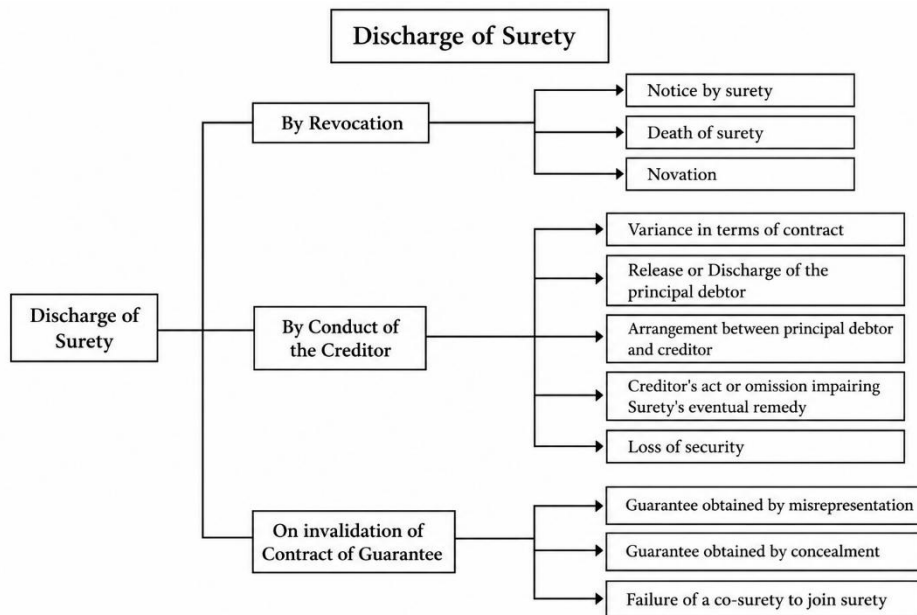 Discharge of Surety
Discharge of
Surety
By Revocation
Notice by surety
Death of surety
Novation
By Conduct of
the Creditor
Variance in terms of contract
Release or Discharge of the
principal debtor
Arrangement between principal debtor
and creditor
Creditor's act or omission impairing
Surety's eventual remedy
Loss of security
On invalidation of
Contract of Guarantee
Guarantee obtained by misrepresentation
Guarantee obtained by concealment
Failure of a co-surety to join surety